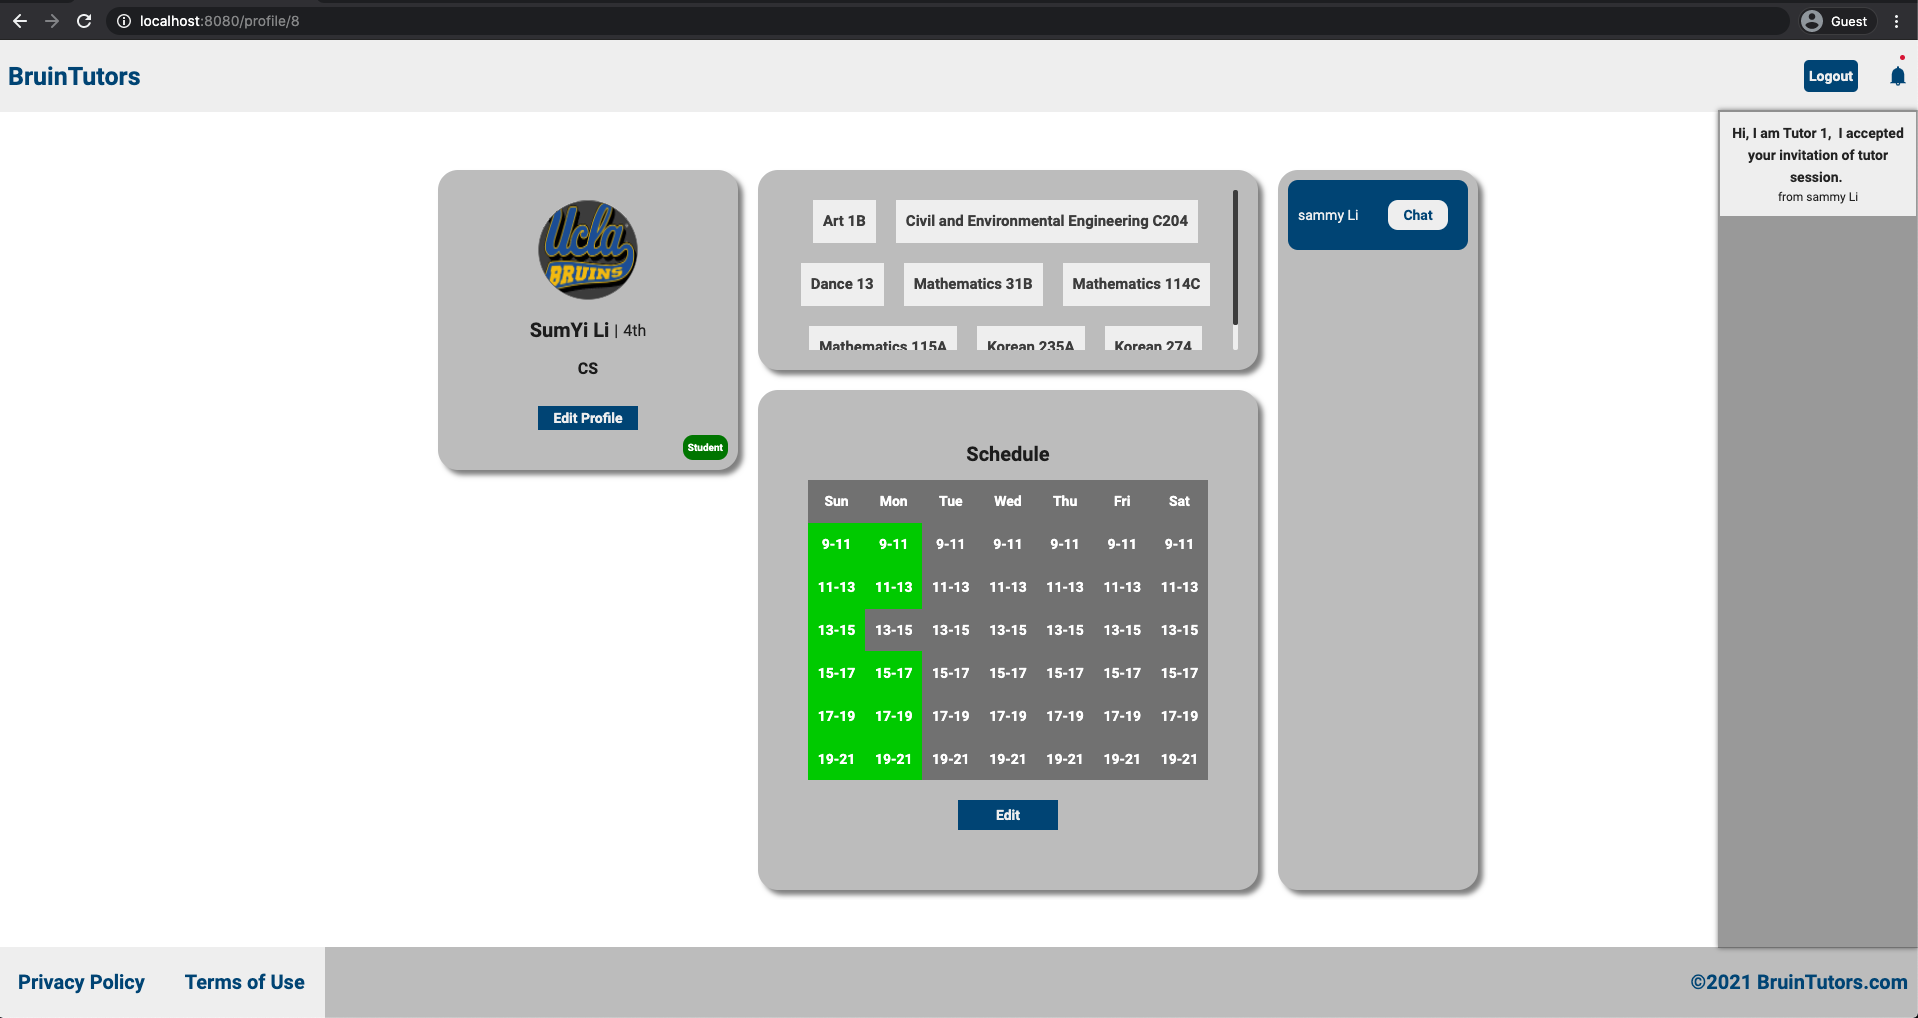 localhost:8080/profile/8
Guest
BruinTutors
Logout
Hi, I am Tutor 1,  I accepted
your invitation of tutor
session.
from sammy Li
Ucla
BRUINS
SumYi Li | 4th
CS
Edit Profile
Student
Art 1B
Civil and Environmental Engineering C204
Dance 13
Mathematics 31B
Mathematics 114C
Mathematics 115A
Korean 235A
Korean 274
sammy Li
Chat
Schedule
Sun Mon Tue Wed Thu Fri Sat
9-11 9-11 9-11 9-11 9-11 9-11 9-11
11-13 11-13 11-13 11-13 11-13 11-13 11-13
13-15 13-15 13-15 13-15 13-15 13-15 13-15
15-17 15-17 15-17 15-17 15-17 15-17 15-17
17-19 17-19 17-19 17-19 17-19 17-19 17-19
19-21 19-21 19-21 19-21 19-21 19-21 19-21
Edit
Privacy Policy
Terms of Use
©2021 BruinTutors.com